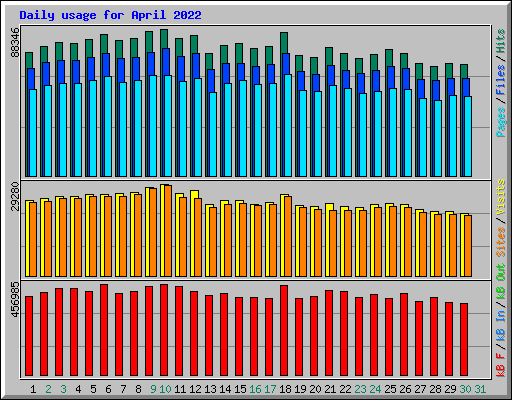 Daily usage for April 2022
88346
Pages / Files / Hits
29280
Sites / Visits
456985
kB F / kB In / kB Out
1 2 3 4 5 6 7 8 9 10 11 12 13 14 15 16 17 18 19 20 21 22 23 24 25 26 27 28 29 30 31